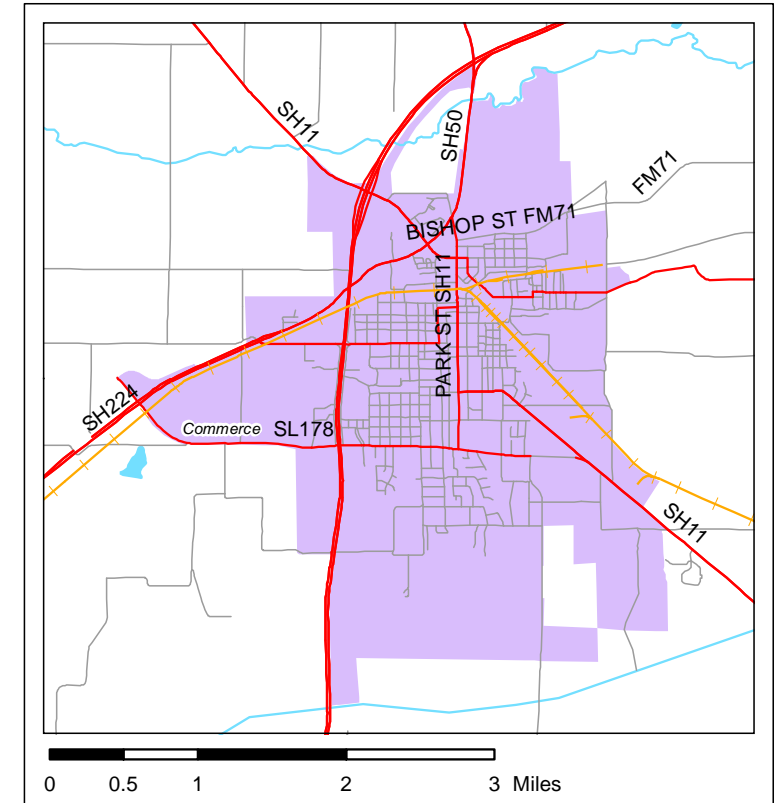 SH11
SH50
FM71
BISHOP ST FM71
PARK ST SH11
SH224
Commerce
SL178
SH11
0 0.5 1 2 3 Miles